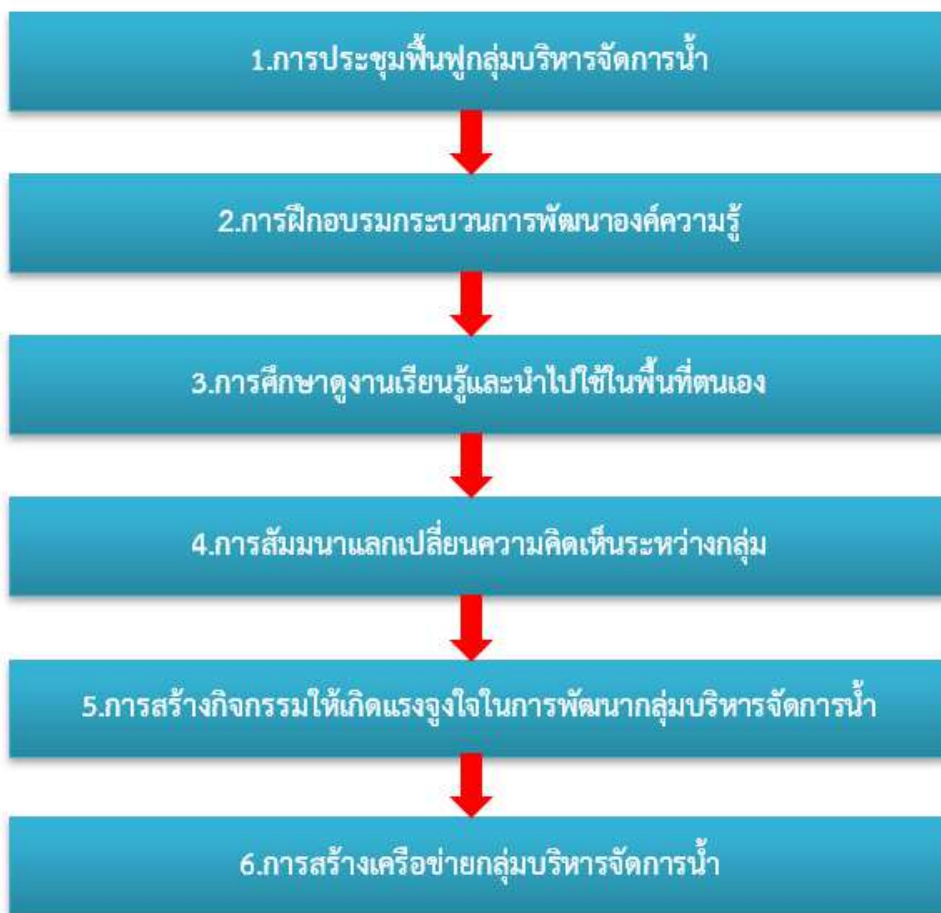 1.การประชุมฟื้นฟูกลุ่มบริหารจัดการน้ำ
2.การฝึกอบรมกระบวนการพัฒนาองค์ความรู้
3.การศึกษาดูงานเรียนรู้และนำไปใช้ในพื้นที่ตนเอง
4.การสัมมนาแลกเปลี่ยนความคิดเห็นระหว่างกลุ่ม
5.การสร้างกิจกรรมให้เกิดแรงจูงใจในการพัฒนากลุ่มบริหารจัดการน้ำ
6.การสร้างเครือข่ายกลุ่มบริหารจัดการน้ำ